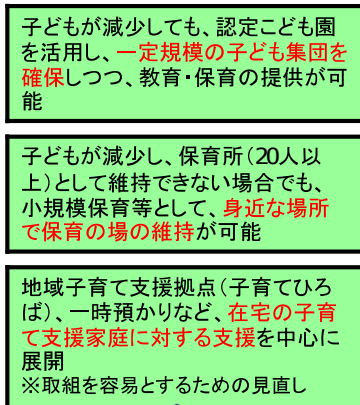 子どもが減少しても、認定こども園
を活用し、一定規模の子ども集団を
確保しつつ、教育・保育の提供が可
能
子どもが減少し、保育所(20人以
上)として維持できない場合でも、
小規模保育等として、身近な場所
で保育の場の維持が可能
地域子育て支援拠点(子育てひろ
ば)、一時預かりなど、在宅の子育
て支援家庭に対する支援を中心に
展開
※取組を容易とするための見直し